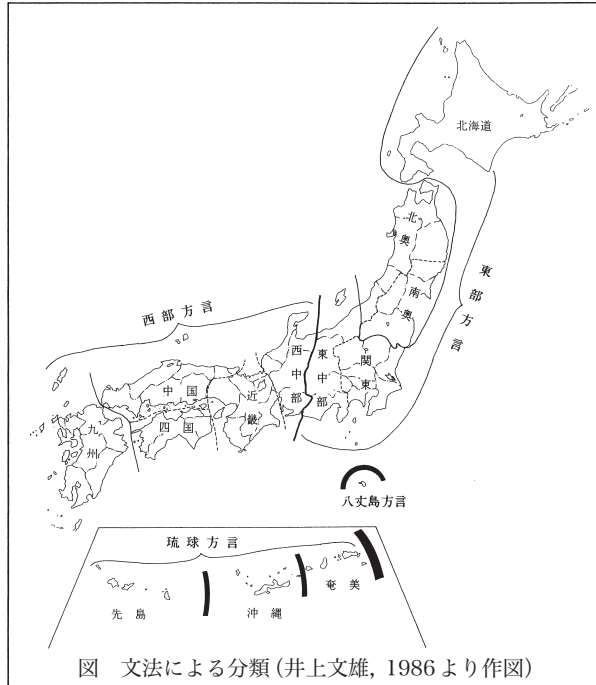 北海道
北奥
南奥
東部方言
西部方言
西中部
東中部
関東
中国
近畿
四国
九州
八丈島方言
琉球方言
奄美
沖縄
先島
図 文法による分類(井上文雄, 1986より作図)